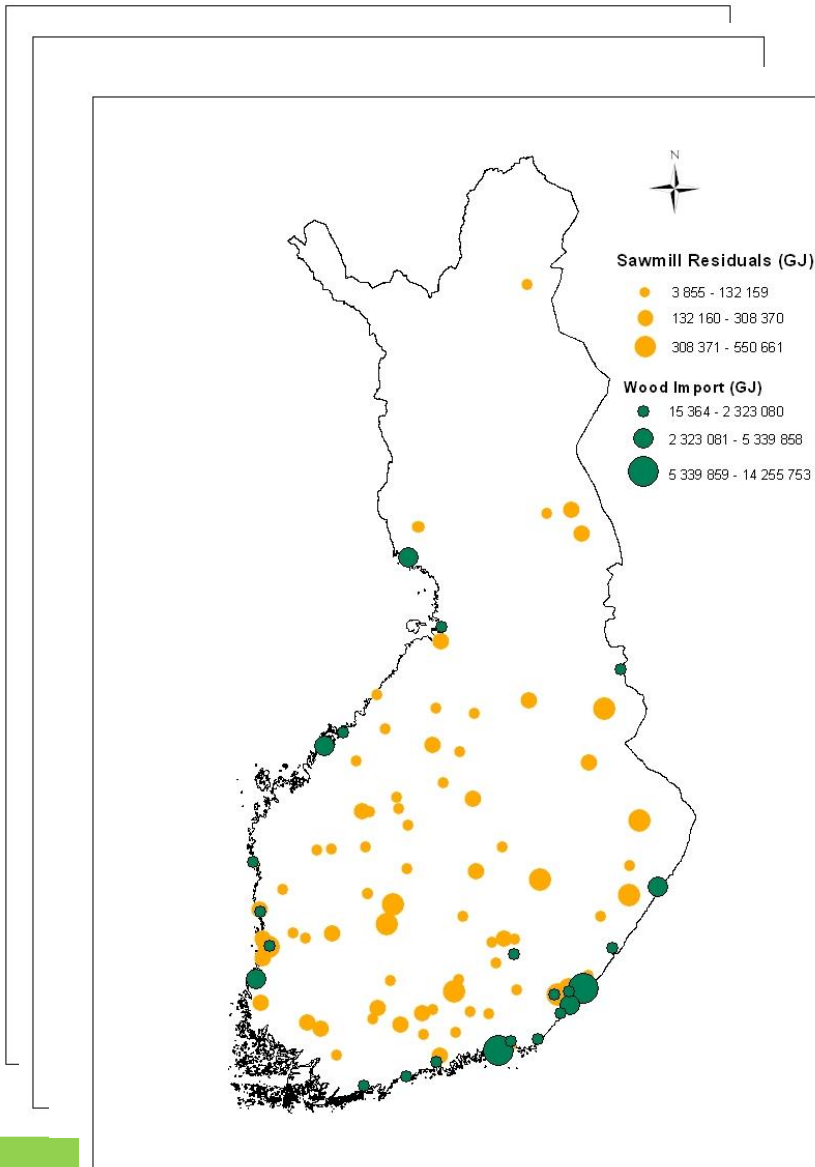 N
Sawmill Residuals (GJ)
3 855 - 132 159
132 160 - 308 370
308 371 - 550 661
Wood Import (GJ)
15 364 - 2 323 080
2 323 081 - 5 339 858
5 339 859 - 14 255 753